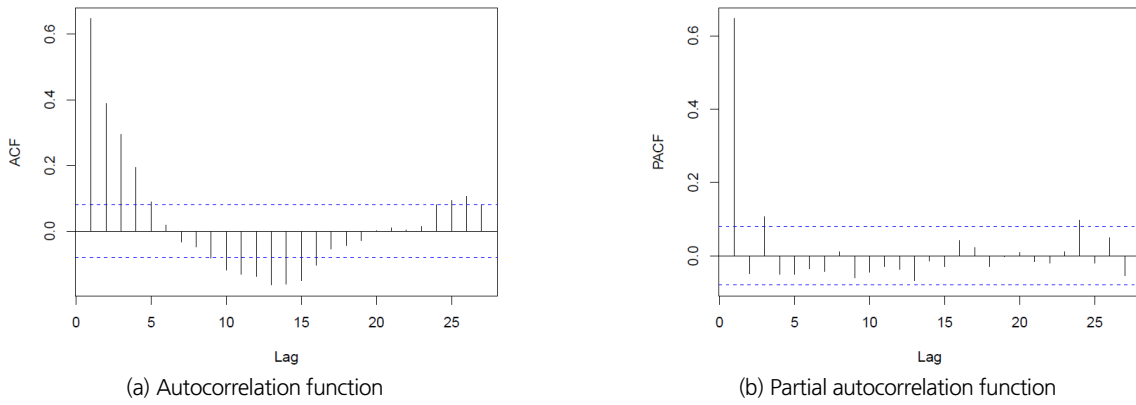 ACF
0.0 0.2 0.4 0.6
0 5 10 15 20 25
Lag
(a) Autocorrelation function
PACF
0.0 0.2 0.4 0.6
0 5 10 15 20 25
Lag
(b) Partial autocorrelation function